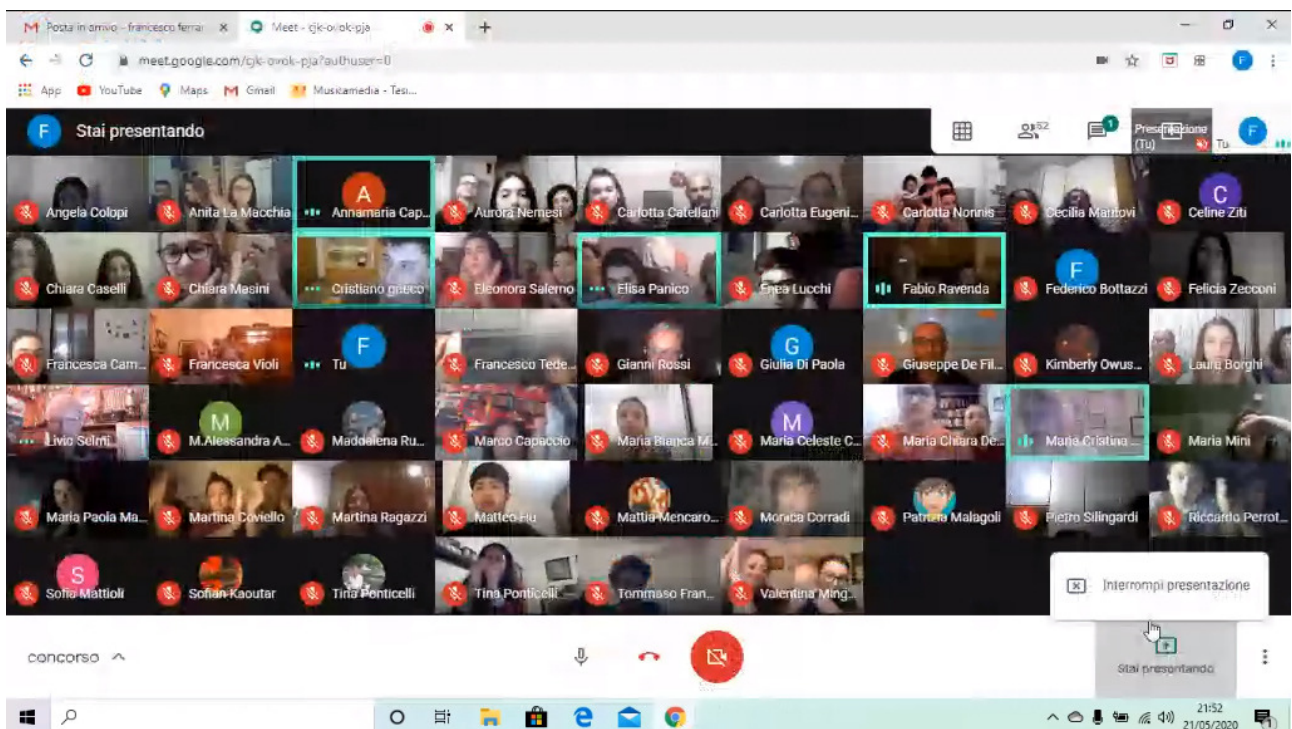 Posta in arrivo - francesco.ferrar
Meet - cjk-ovok-pja
meet.google.com/cjk-ovok-pja?authuser=0
App YouTube Maps Gmail Musicamedia - Tesi...
F Stai presentando
62 1 Presentazione (Tu) Tu F
Angela Colopi Anita La Macchia A Annamaria Cap... Aurora Nemesi Carlotta Catellani Carlotta Eugeni... Carlotta Nonnis Cecilia Mantovi C Celine Ziti
Chiara Caselli Chiara Masini Cristiano greco Eleonora Salerno Elisa Panico Enea Lucchi Fabio Ravenda F Federico Bottazzi Felicia Zecconi
Francesca Cam... Francesca Violi F Tu Francesco Tede... Gianni Rossi G Giulia Di Paola Giuseppe De Fil... Kimberly Owus... Laura Borghi
Livio Selmi M M.Alessandra A... Maddalena Ru... Marco Capaccio Maria Bianca M... M Maria Celeste C... Maria Chiara De... Maria Cristina ... Maria Mini
Maria Paola Ma... Martina Coviello Martina Ragazzi Matteo Hu Mattia Mencaro... Monica Corradi Patrizia Malagoli Pietro Silingardi Riccardo Perrot...
S Sofia Mattioli Sofian Kaoutar Tina Ponticelli Tina Ponticelli Tommaso Fran... Valentina Ming...
Interrompi presentazione
concorso
Stai presentando
21:52
21/05/2020